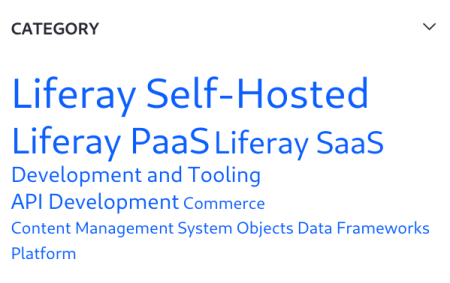 CATEGORY
Liferay Self-Hosted
Liferay PaaS Liferay SaaS
Development and Tooling
API Development Commerce
Content Management System Objects Data Frameworks
Platform